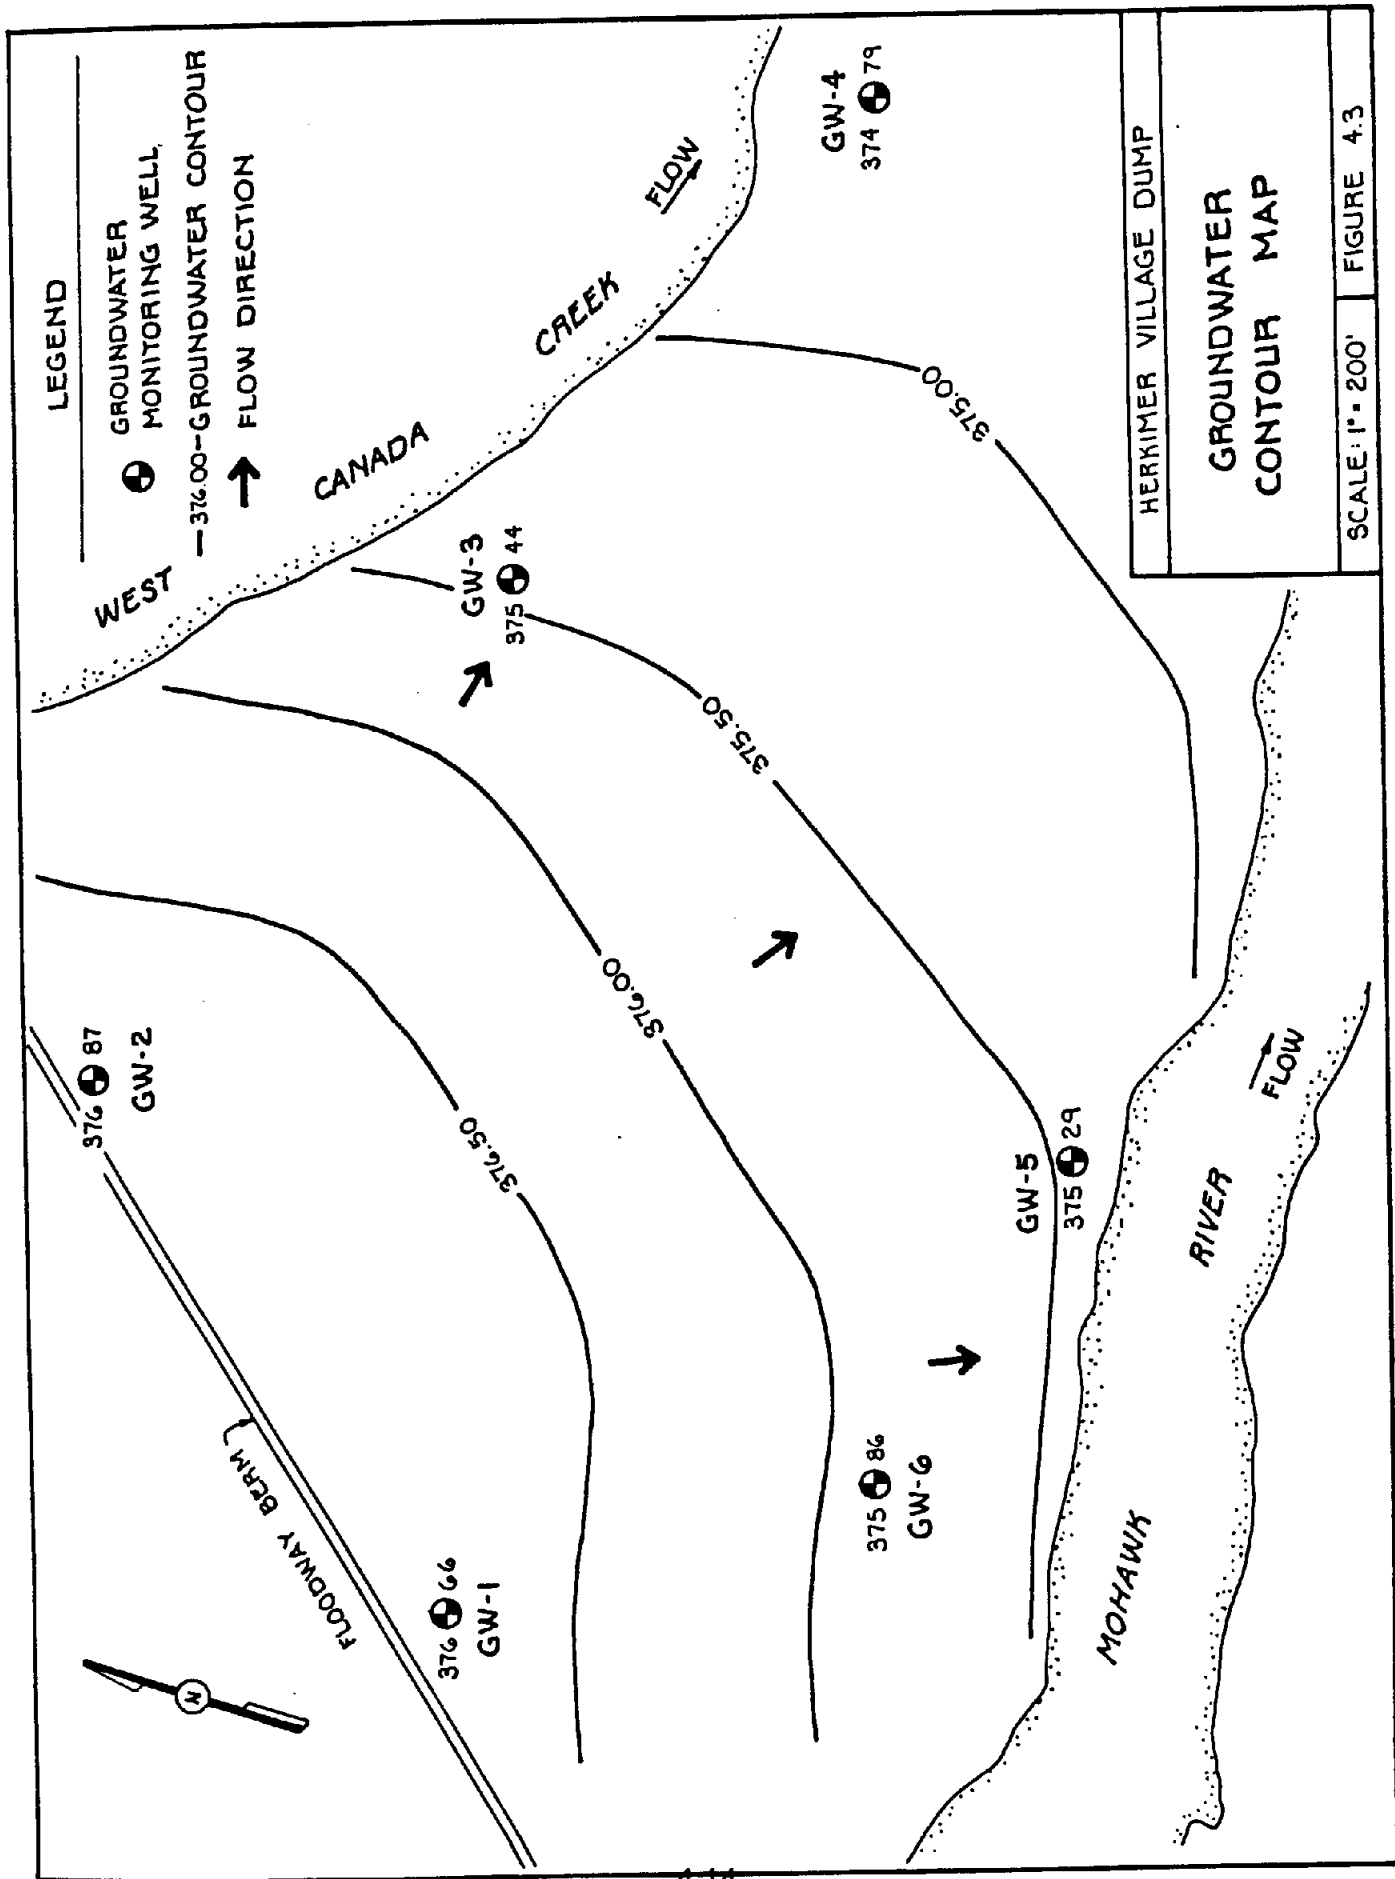 LEGEND
GROUNDWATER
MONITORING WELL
-376.00-GROUNDWATER CONTOUR
FLOW DIRECTION
WEST CANADA CREEK
FLOW
GW-4
374 79
GW-3
375 44
376 87
GW-2
376.50
376.00
375.50
375.00
FLOODWAY BERM
376 66
GW-1
N
375 86
GW-6
GW-5
375 29
MOHAWK RIVER
FLOW
HERKIMER VILLAGE DUMP
GROUNDWATER
CONTOUR MAP
SCALE: 1"= 200'
FIGURE 4.3